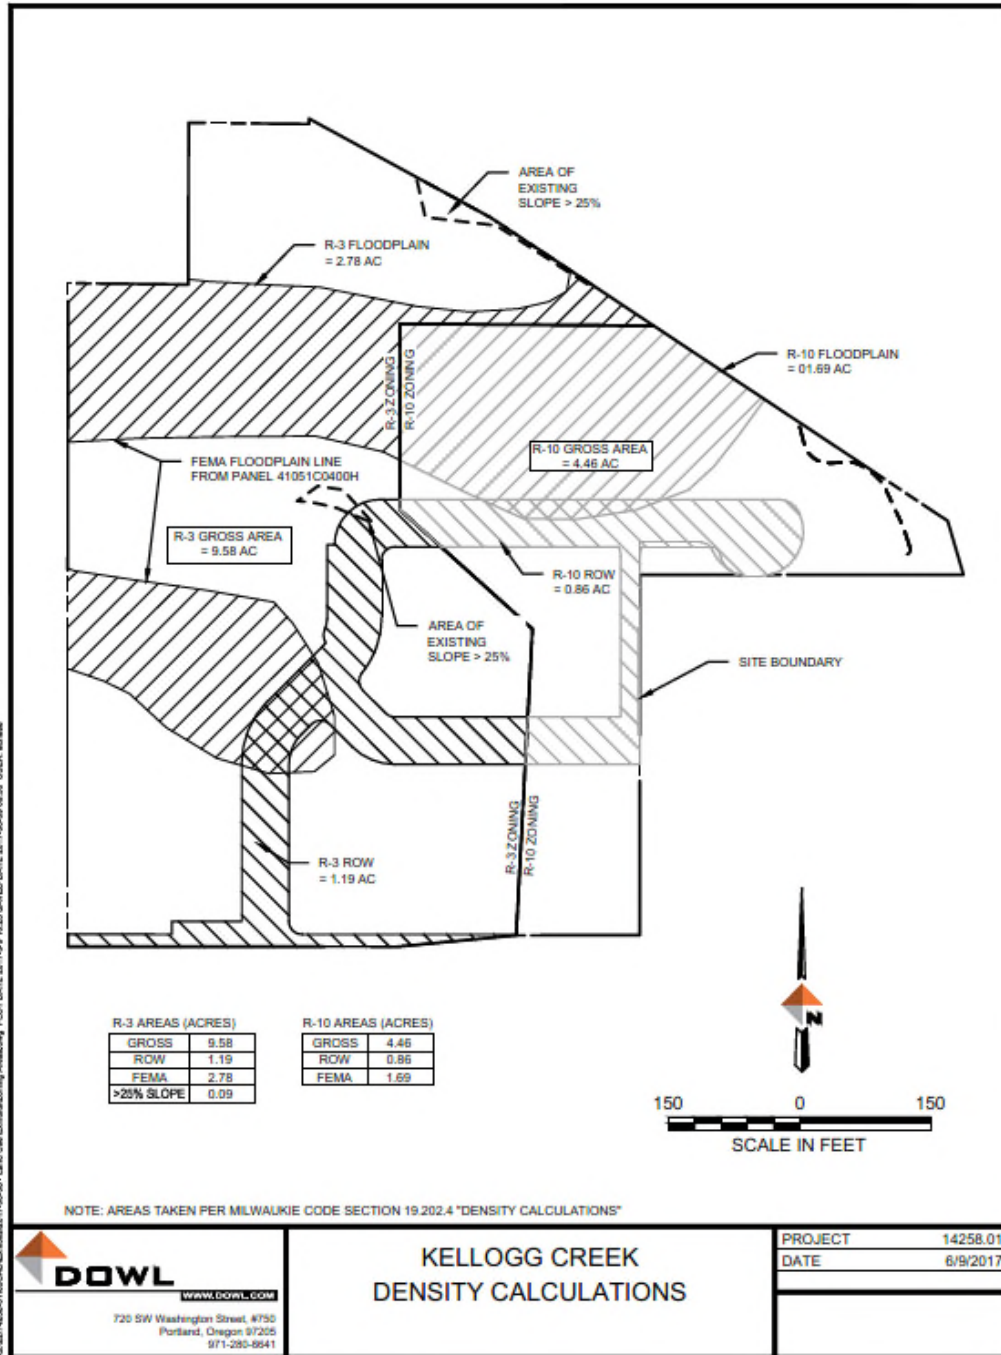 AREA OF
EXISTING
SLOPE > 25%
R-3 FLOODPLAIN
= 2.78 AC
R-10 FLOODPLAIN
= 01.69 AC
R-3 ZONING
R-10 ZONING
R-10 GROSS AREA
= 4.46 AC
FEMA FLOODPLAIN LINE
FROM PANEL 41051C0400H
R-3 GROSS AREA
= 9.58 AC
R-10 ROW
= 0.86 AC
AREA OF
EXISTING
SLOPE > 25%
SITE BOUNDARY
R-3 ZONING
R-10 ZONING
R-3 ROW
= 1.19 AC
N
R-3 AREAS (ACRES)
GROSS 9.58
ROW 1.19
FEMA 2.78
>25% SLOPE 0.09
R-10 AREAS (ACRES)
GROSS 4.46
ROW 0.86
FEMA 1.69
150 0 150
SCALE IN FEET
NOTE: AREAS TAKEN PER MILWAUKIE CODE SECTION 19.202.4 "DENSITY CALCULATIONS"
DOWL
WWW.DOWL.COM
720 SW Washington Street, #750
Portland, Oregon 97205
971-280-8641
KELLOGG CREEK
DENSITY CALCULATIONS
PROJECT 14258.01
DATE 6/9/2017